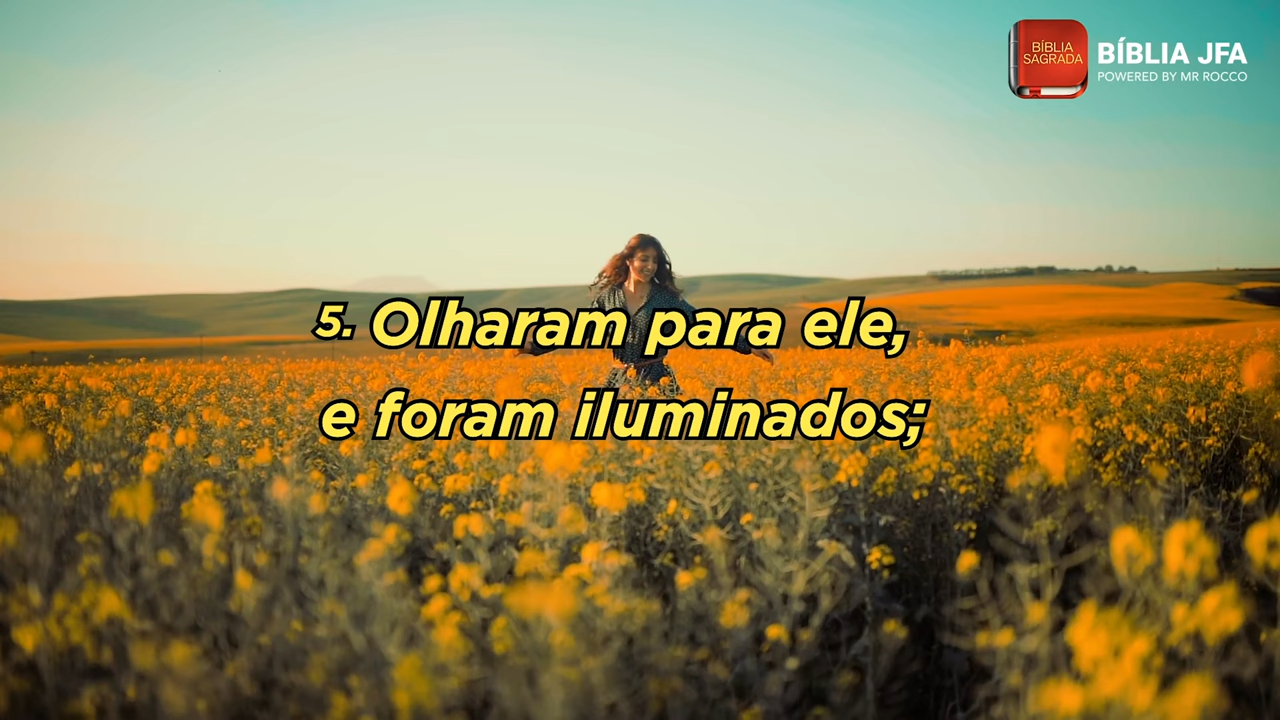 BÍBLIA
SAGRADA
BÍBLIA JFA
POWERED BY MR ROCCO
5. Olharam para ele,
e foram iluminados;